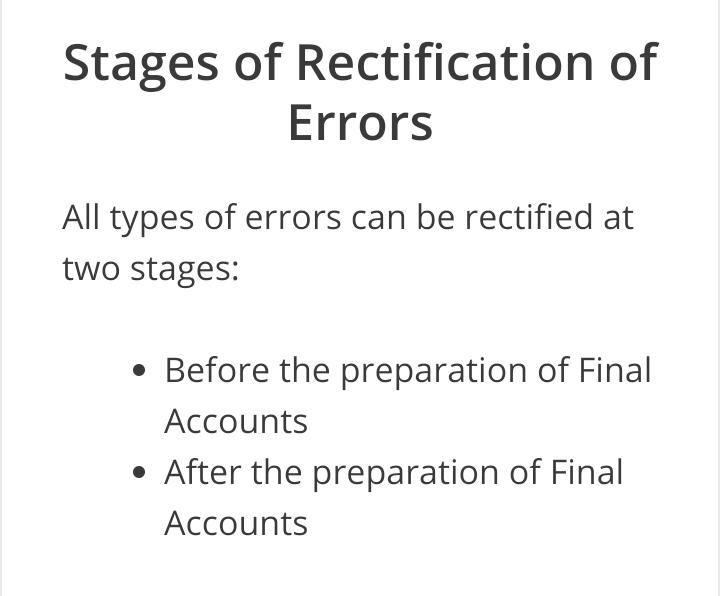 Stages of Rectification of
Errors
All types of errors can be rectified at
two stages:
• Before the preparation of Final
Accounts
• After the preparation of Final
Accounts